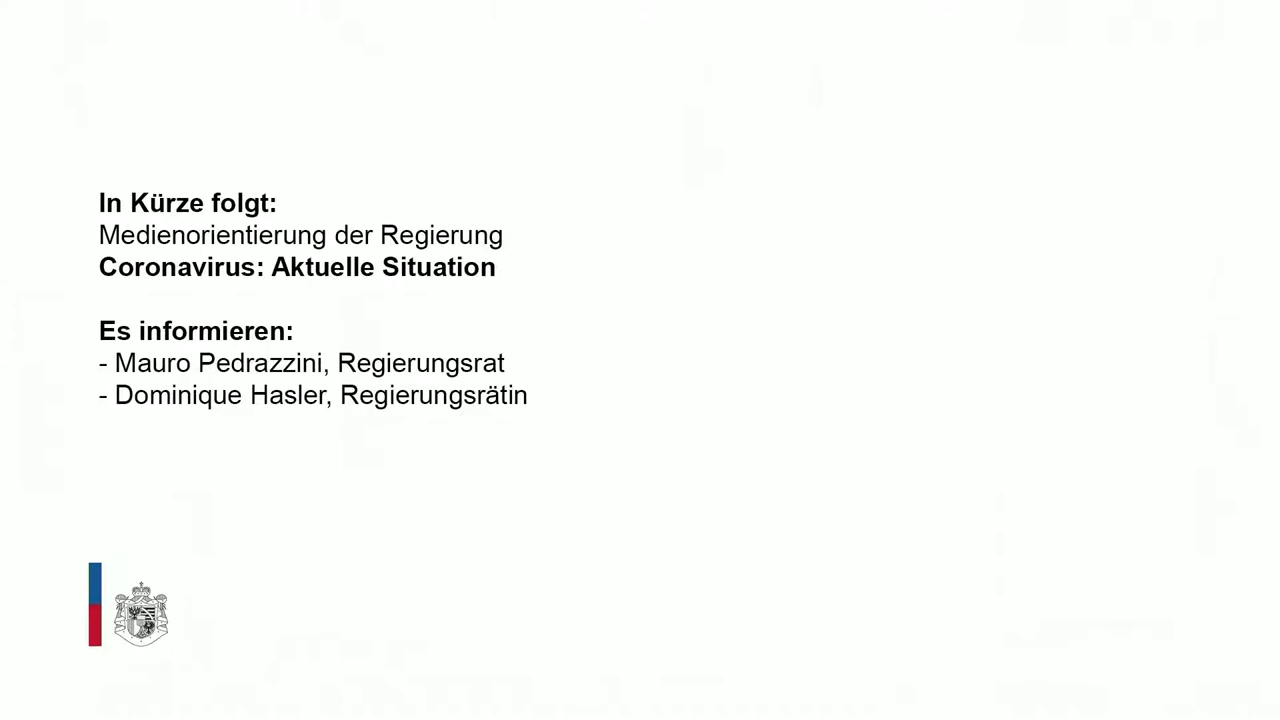 In Kürze folgt:
Medienorientierung der Regierung
Coronavirus: Aktuelle Situation
Es informieren:
- Mauro Pedrazzini, Regierungsrat
- Dominique Hasler, Regierungsrätin